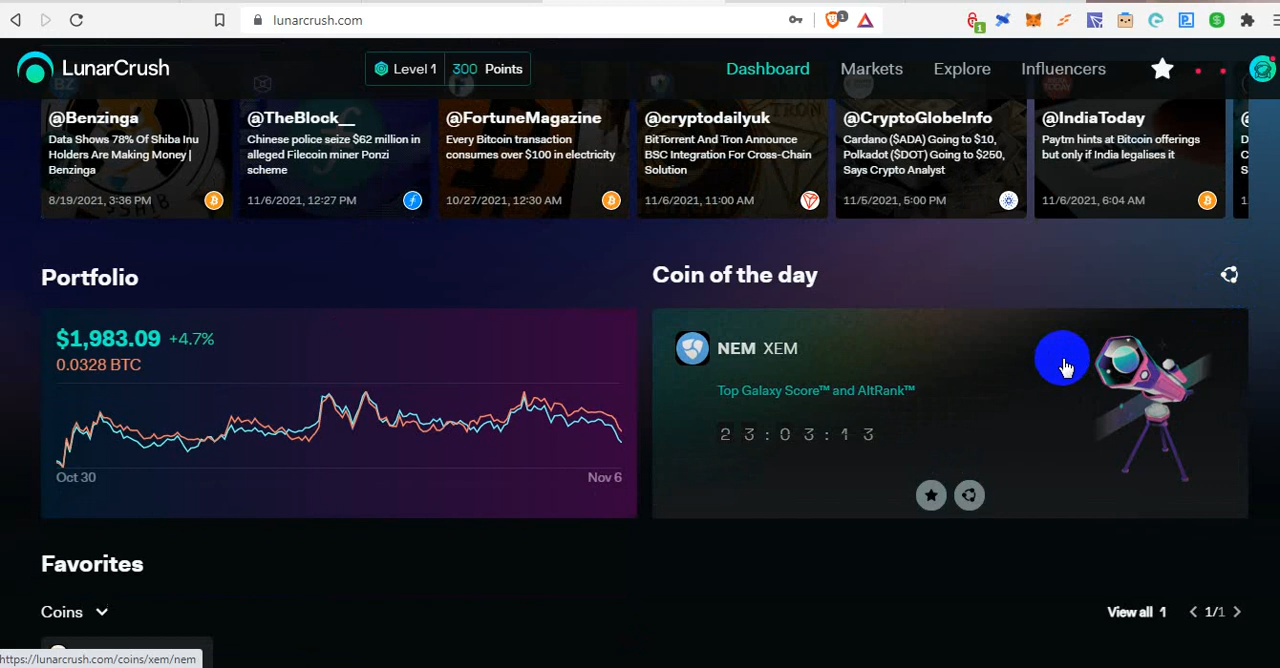 lunarcrush.com
1
1
LunarCrush
Level 1
300 Points
Dashboard
Markets
Explore
Influencers
@Benzinga
Data Shows 78% Of Shiba Inu
Holders Are Making Money |
Benzinga
8/19/2021, 3:36 PM
@TheBlock__
Chinese police seize $62 million in
alleged Filecoin miner Ponzi
scheme
11/6/2021, 12:27 PM
@FortuneMagazine
Every Bitcoin transaction
consumes over $100 in electricity
10/27/2021, 12:30 AM
@cryptodailyuk
BitTorrent And Tron Announce
BSC Integration For Cross-Chain
Solution
11/6/2021, 11:00 AM
@CryptoGlobeInfo
Cardano ($ADA) Going to $10,
Polkadot ($DOT) Going to $250,
Says Crypto Analyst
11/5/2021, 5:00 PM
@IndiaToday
Paytm hints at Bitcoin offerings
but only if India legalises it
11/6/2021, 6:04 AM
Portfolio
$1,983.09 +4.7%
0.0328 BTC
Oct 30
Nov 6
Coin of the day
NEM XEM
Top Galaxy Score™ and AltRank™
23:03:13
Favorites
Coins
View all 1
1/1
https://lunarcrush.com/coins/xem/nem